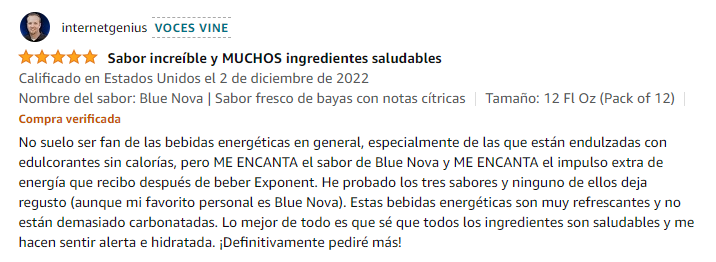 internetgenius VOCES VINE
Sabor increíble y MUCHOS ingredientes saludables
Calificado en Estados Unidos el 2 de diciembre de 2022
Nombre del sabor: Blue Nova | Sabor fresco de bayas con notas cítricas | Tamaño: 12 Fl Oz (Pack of 12) |
Compra verificada
No suelo ser fan de las bebidas energéticas en general, especialmente de las que están endulzadas con
edulcorantes sin calorías, pero ME ENCANTA el sabor de Blue Nova y ME ENCANTA el impulso extra de
energía que recibo después de beber Exponent. He probado los tres sabores y ninguno de ellos deja
regusto (aunque mi favorito personal es Blue Nova). Estas bebidas energéticas son muy refrescantes y no
están demasiado carbonatadas. Lo mejor de todo es que sé que todos los ingredientes son saludables y me
hacen sentir alerta e hidratada. ¡Definitivamente pediré más!